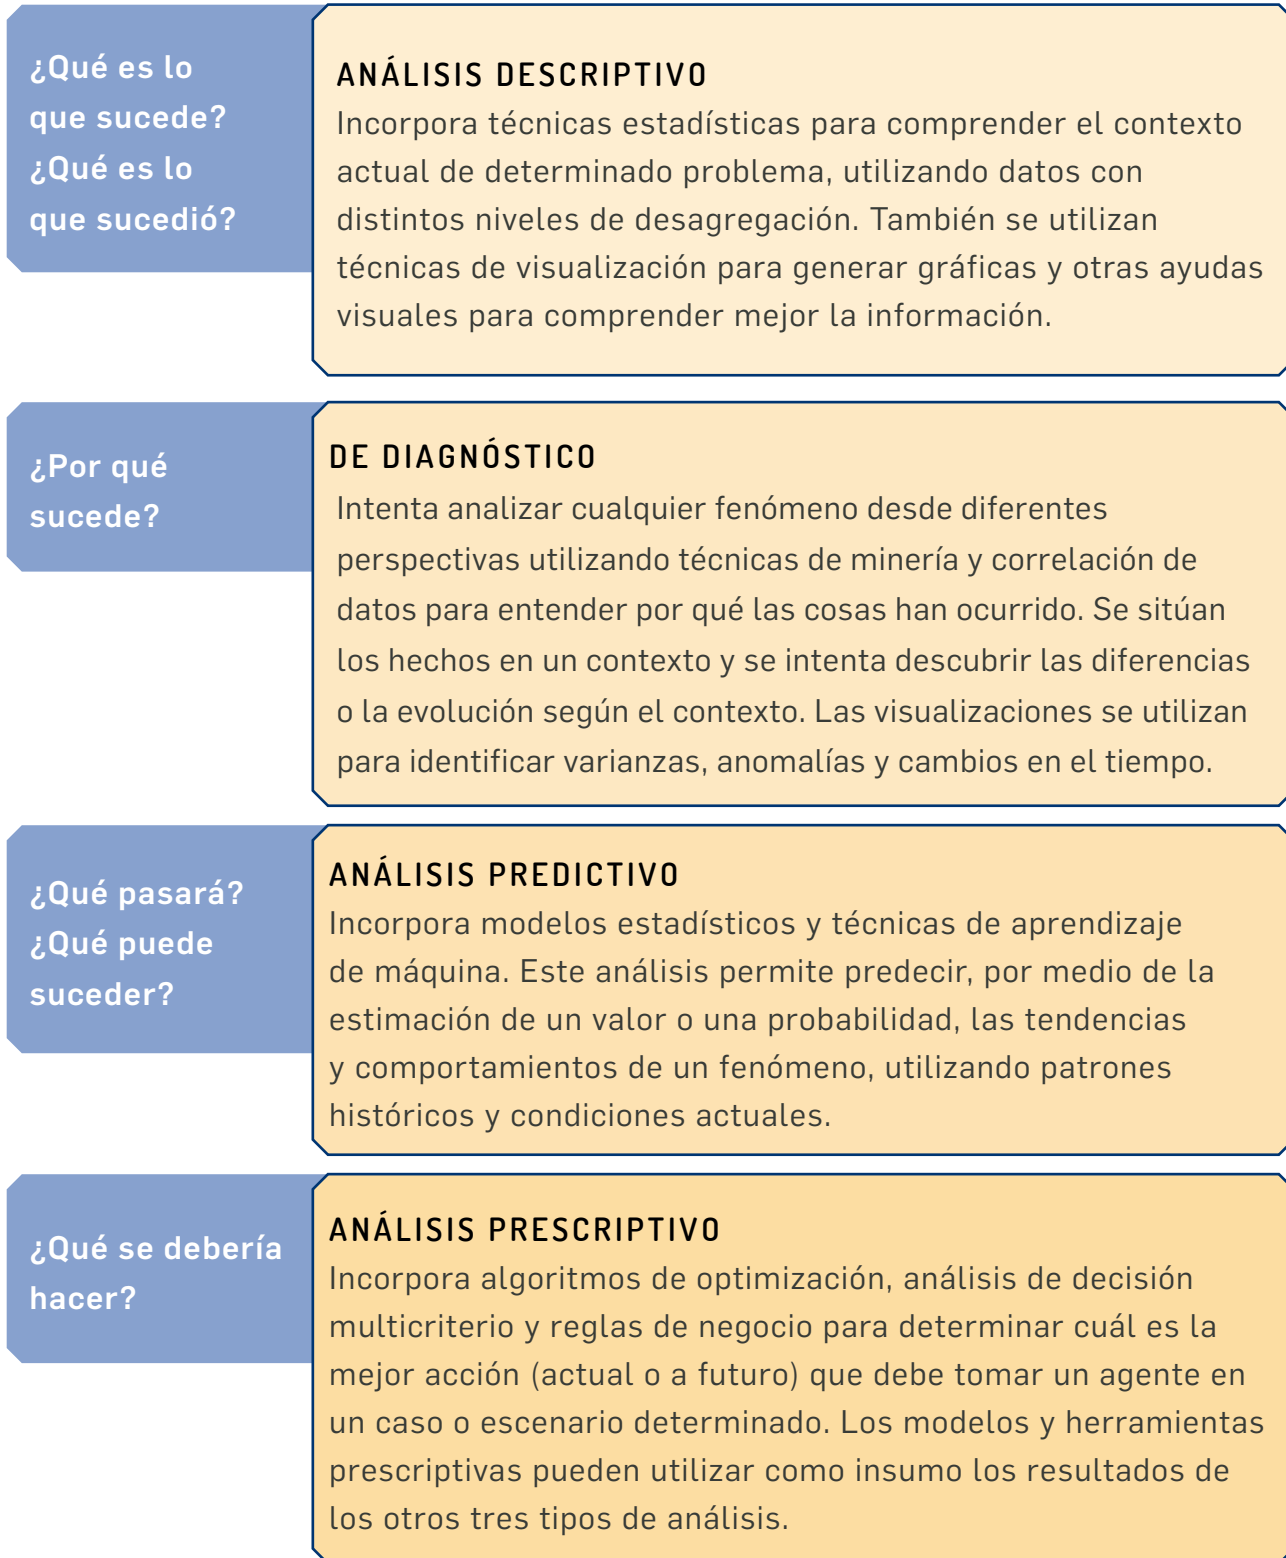 ¿Qué es lo
que sucede?
¿Qué es lo
que sucedió?
ANÁLISIS DESCRIPTIVO
Incorpora técnicas estadísticas para comprender el contexto
actual de determinado problema, utilizando datos con
distintos niveles de desagregación. También se utilizan
técnicas de visualización para generar gráficas y otras ayudas
visuales para comprender mejor la información.
¿Por qué
sucede?
DE DIAGNÓSTICO
Intenta analizar cualquier fenómeno desde diferentes
perspectivas utilizando técnicas de minería y correlación de
datos para entender por qué las cosas han ocurrido. Se sitúan
los hechos en un contexto y se intenta descubrir las diferencias
o la evolución según el contexto. Las visualizaciones se utilizan
para identificar varianzas, anomalías y cambios en el tiempo.
¿Qué pasará?
¿Qué puede
suceder?
ANÁLISIS PREDICTIVO
Incorpora modelos estadísticos y técnicas de aprendizaje
de máquina. Este análisis permite predecir, por medio de la
estimación de un valor o una probabilidad, las tendencias
y comportamientos de un fenómeno, utilizando patrones
históricos y condiciones actuales.
¿Qué se debería
hacer?
ANÁLISIS PRESCRIPTIVO
Incorpora algoritmos de optimización, análisis de decisión
multicriterio y reglas de negocio para determinar cuál es la
mejor acción (actual o a futuro) que debe tomar un agente en
un caso o escenario determinado. Los modelos y herramientas
prescriptivas pueden utilizar como insumo los resultados de
los otros tres tipos de análisis.